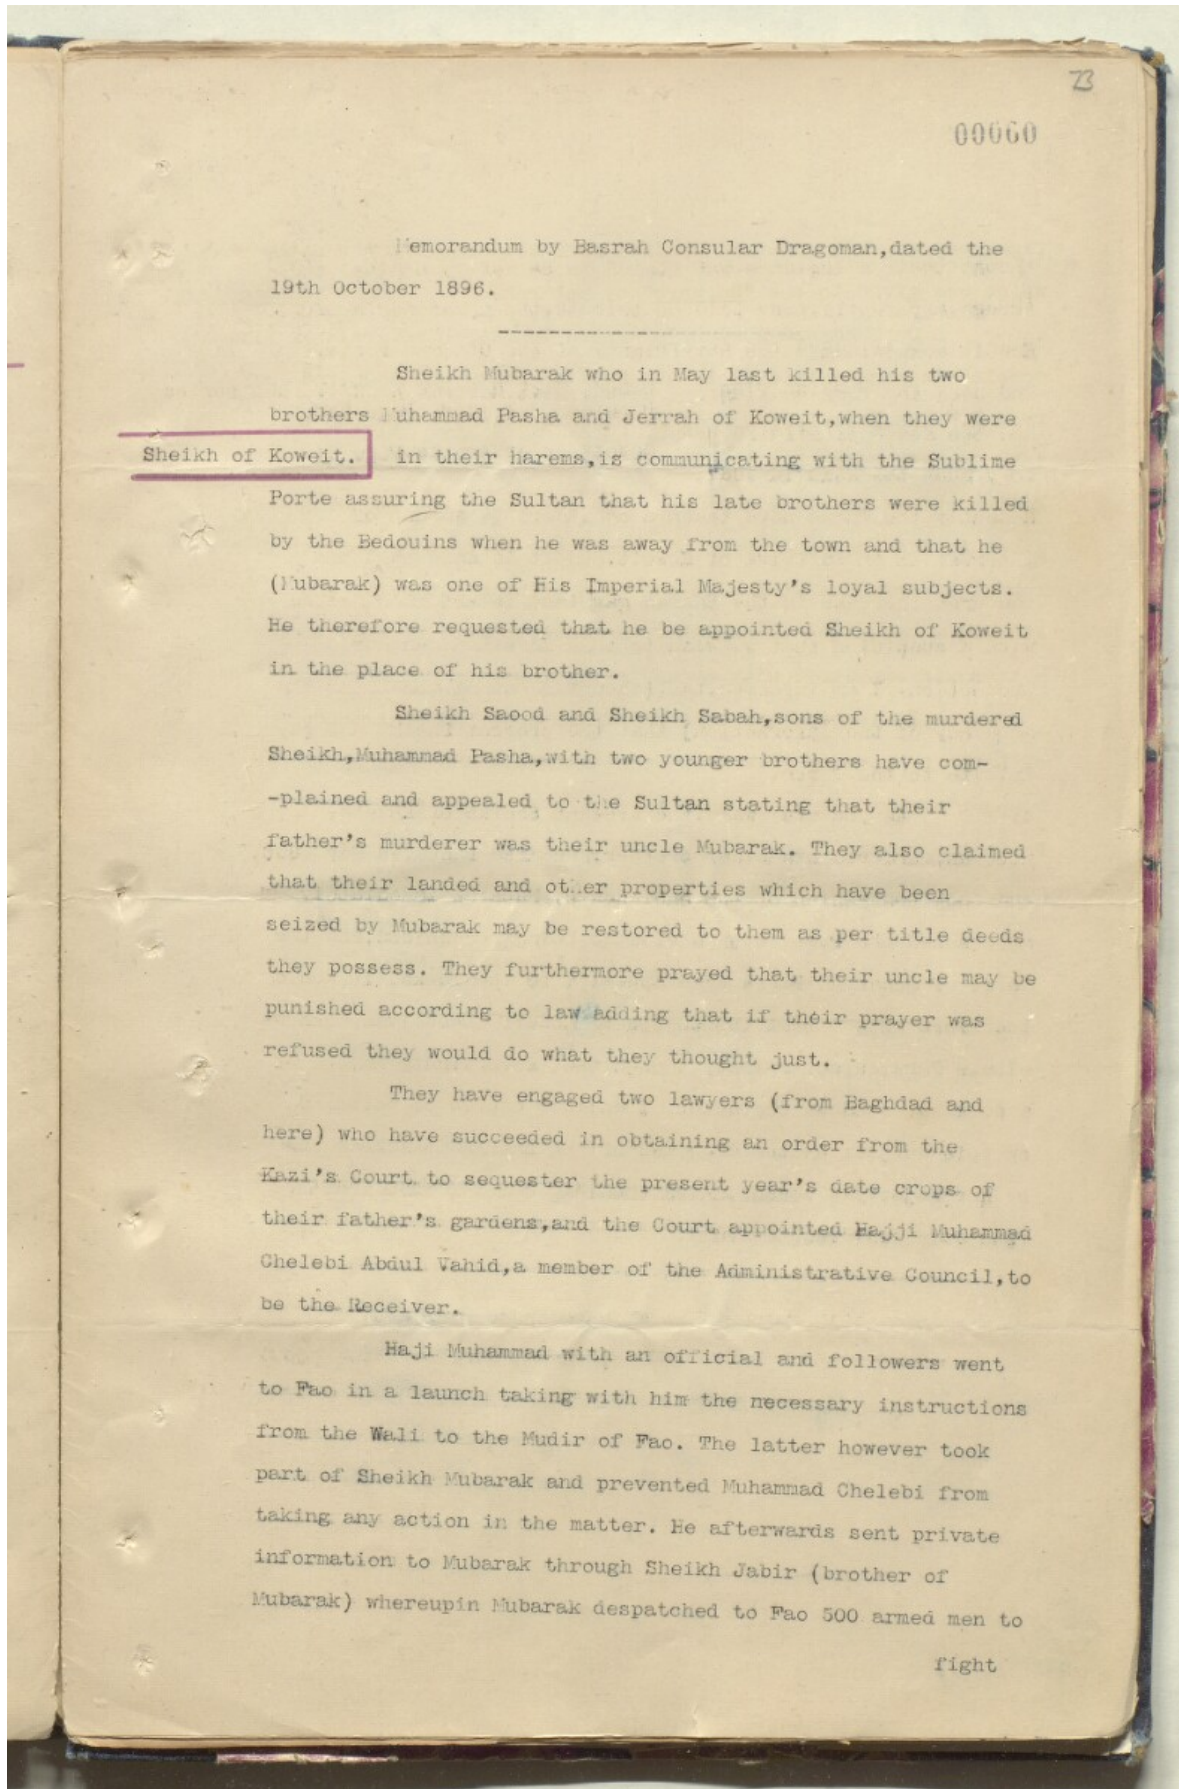 73
00060
Memorandum by Basrah Consular Dragoman,dated the
19th October 1896.
Sheikh Mubarak who in May last killed his two
brothers Muhammad Pasha and Jerrah of Koweit,when they were
Sheikh of Koweit. in their harems,is communicating with the Sublime
Porte assuring the Sultan that his late brothers were killed
by the Bedouins when he was away from the town and that he
(Mubarak) was one of His Imperial Majesty's loyal subjects.
He therefore requested that he be appointed Sheikh of Koweit
in the place of his brother.
Sheikh Saood and Sheikh Sabah,sons of the murdered
Sheikh,Muhammad Pasha,with two younger brothers have com-
-plained and appealed to the Sultan stating that their
father's murderer was their uncle Mubarak. They also claimed
that their landed and other properties which have been
seized by Mubarak may be restored to them as per title deeds
they possess. They furthermore prayed that their uncle may be
punished according to law adding that if their prayer was
refused they would do what they thought just.
They have engaged two lawyers (from Baghdad and
here) who have succeeded in obtaining an order from the
Kazi's Court to sequester the present year's date crops of
their father's gardens,and the Court appointed Hajji Muhammad
Chelebi Abdul Vahid,a member of the Administrative Council,to
be the Receiver.
Haji Muhammad with an official and followers went
to Fao in a launch taking with him the necessary instructions
from the Wali to the Mudir of Fao. The latter however took
part of Sheikh Mubarak and prevented Muhammad Chelebi from
taking any action in the matter. He afterwards sent private
information to Mubarak through Sheikh Jabir (brother of
Mubarak) whereupin Mubarak despatched to Fao 500 armed men to
fight